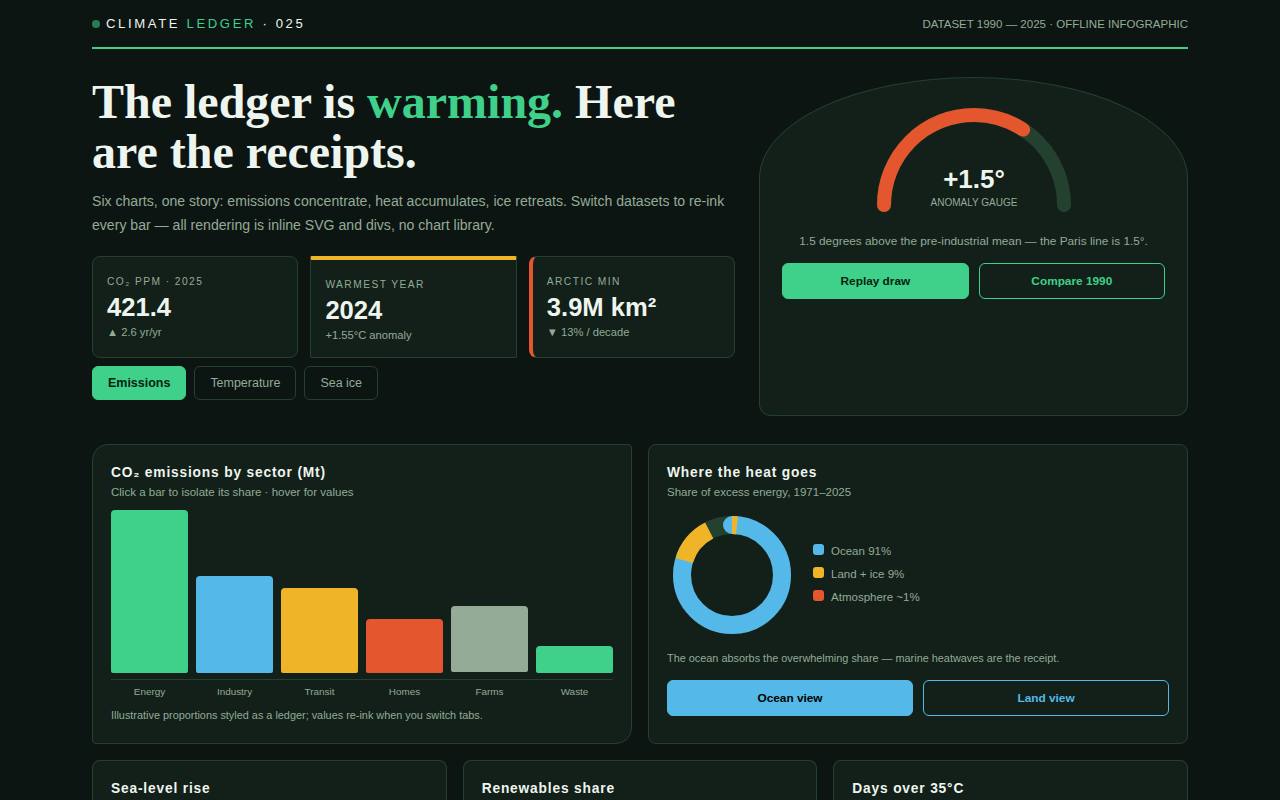 CLIMATE LEDGER · 025
DATASET 1990 — 2025 · OFFLINE INFOGRAPHIC
The ledger is warming. Here
are the receipts.
Six charts, one story: emissions concentrate, heat accumulates, ice retreats. Switch datasets to re-ink
every bar — all rendering is inline SVG and divs, no chart library.
CO₂ PPM · 2025
421.4
▲ 2.6 yr/yr
WARMEST YEAR
2024
+1.55°C anomaly
ARCTIC MIN
3.9M km²
▼ 13% / decade
Emissions
Temperature
Sea ice
+1.5°
ANOMALY GAUGE
1.5 degrees above the pre-industrial mean — the Paris line is 1.5°.
Replay draw
Compare 1990
CO₂ emissions by sector (Mt)
Click a bar to isolate its share · hover for values
Energy
Industry
Transit
Homes
Farms
Waste
Illustrative proportions styled as a ledger; values re-ink when you switch tabs.
Where the heat goes
Share of excess energy, 1971–2025
Ocean 91%
Land + ice 9%
Atmosphere ~1%
The ocean absorbs the overwhelming share — marine heatwaves are the receipt.
Ocean view
Land view
Sea-level rise
Renewables share
Days over 35°C